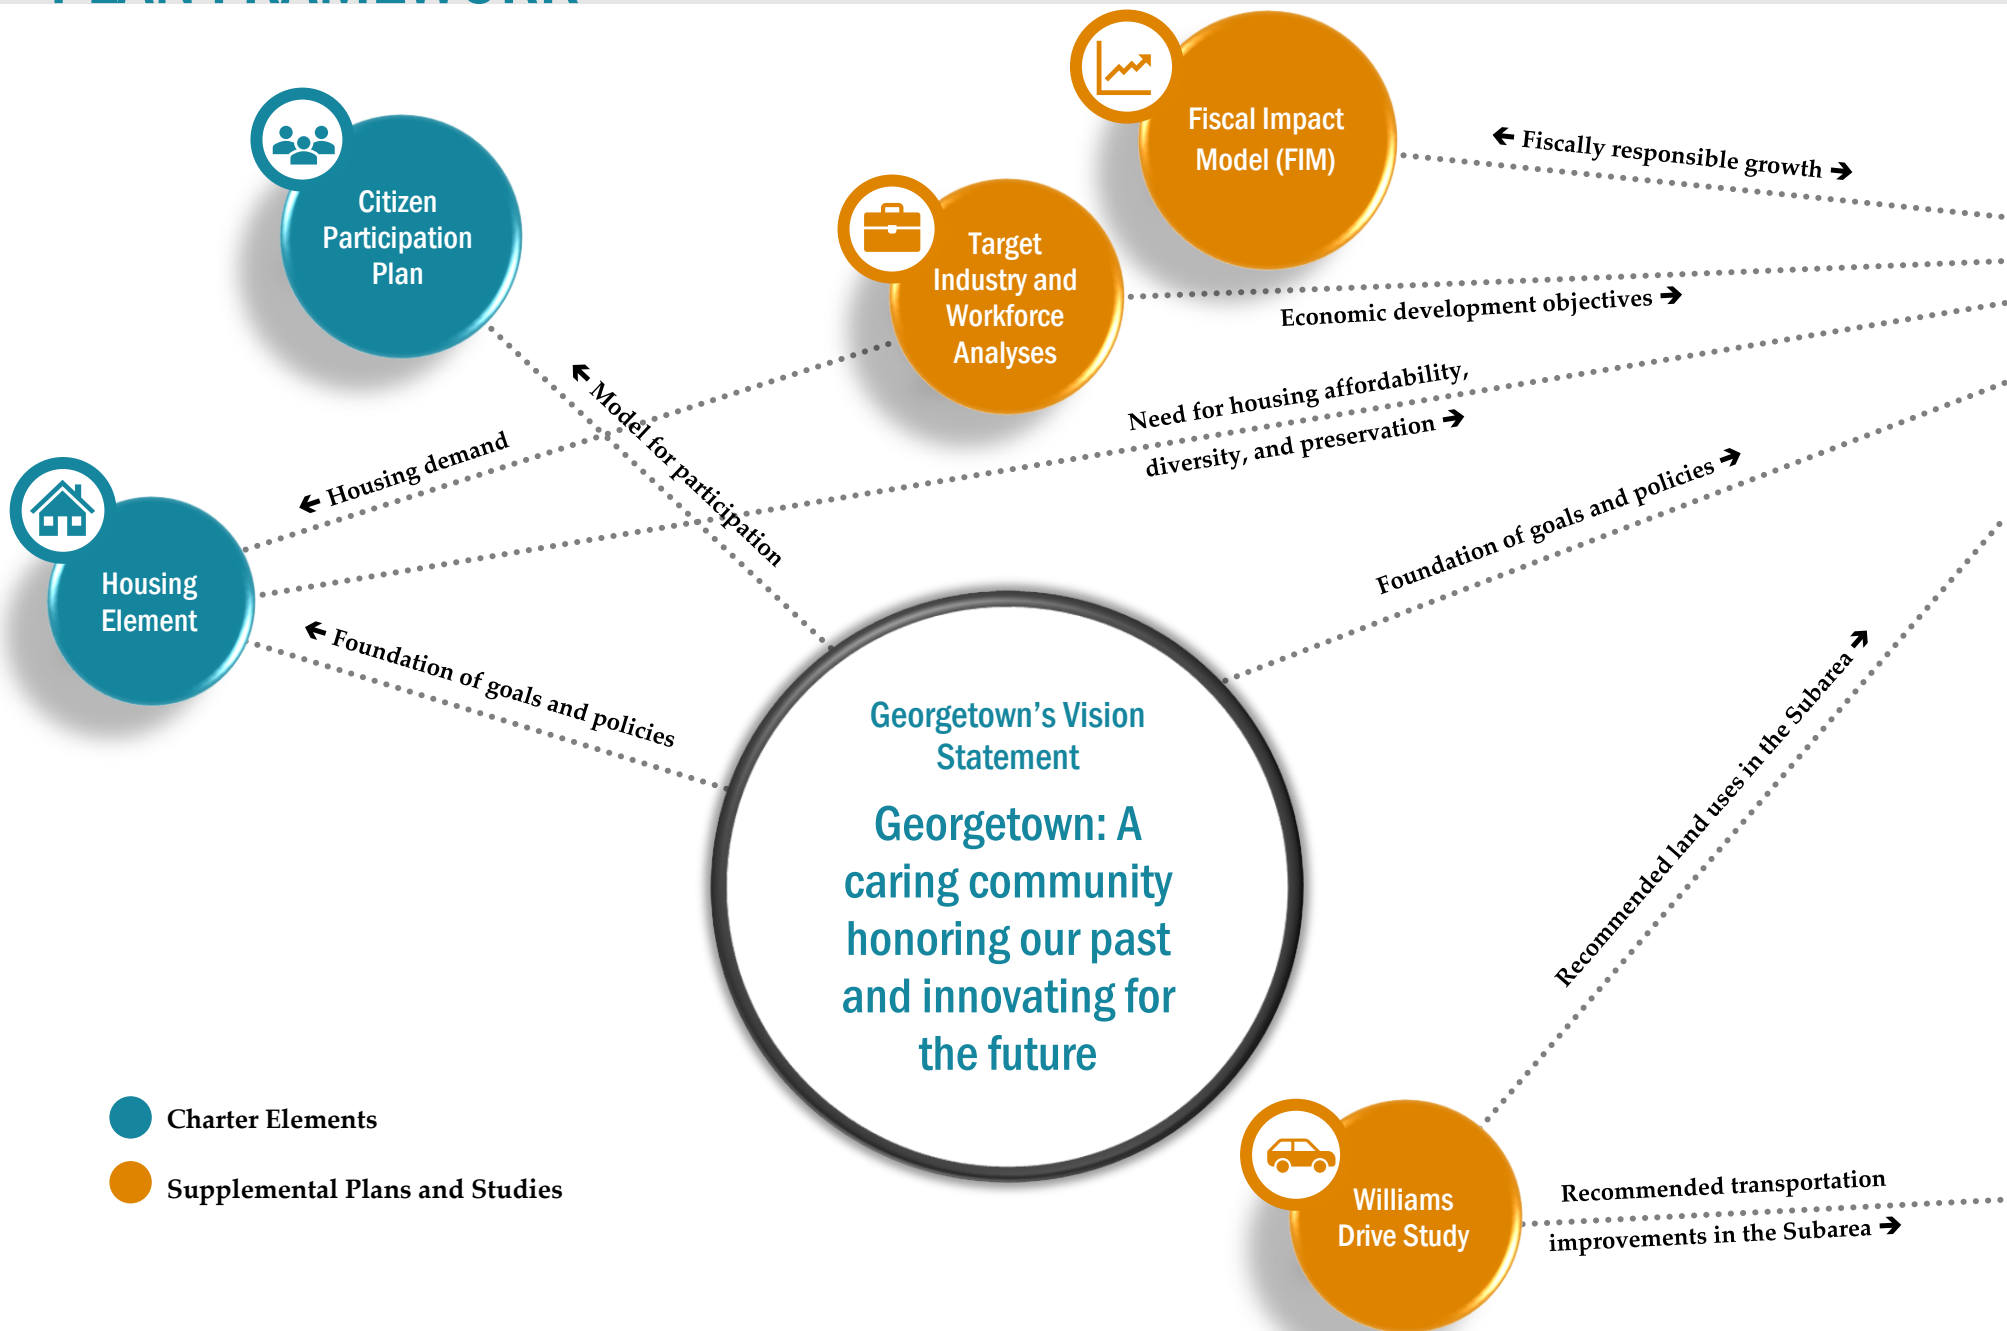 PLAN FRAMEWORK
Fiscal Impact
Model (FIM)
← Fiscally responsible growth →
Citizen
Participation
Plan
Target
Industry and
Workforce
Analyses
Economic development objectives →
← Model for participation
Need for housing affordability,
diversity, and preservation →
← Housing demand
Foundation of goals and policies →
Housing
Element
← Foundation of goals and policies
Georgetown’s Vision
Statement
Georgetown: A
caring community
honoring our past
and innovating for
the future
Recommended land uses in the Subarea →
Charter Elements
Supplemental Plans and Studies
Williams
Drive Study
Recommended transportation
improvements in the Subarea →